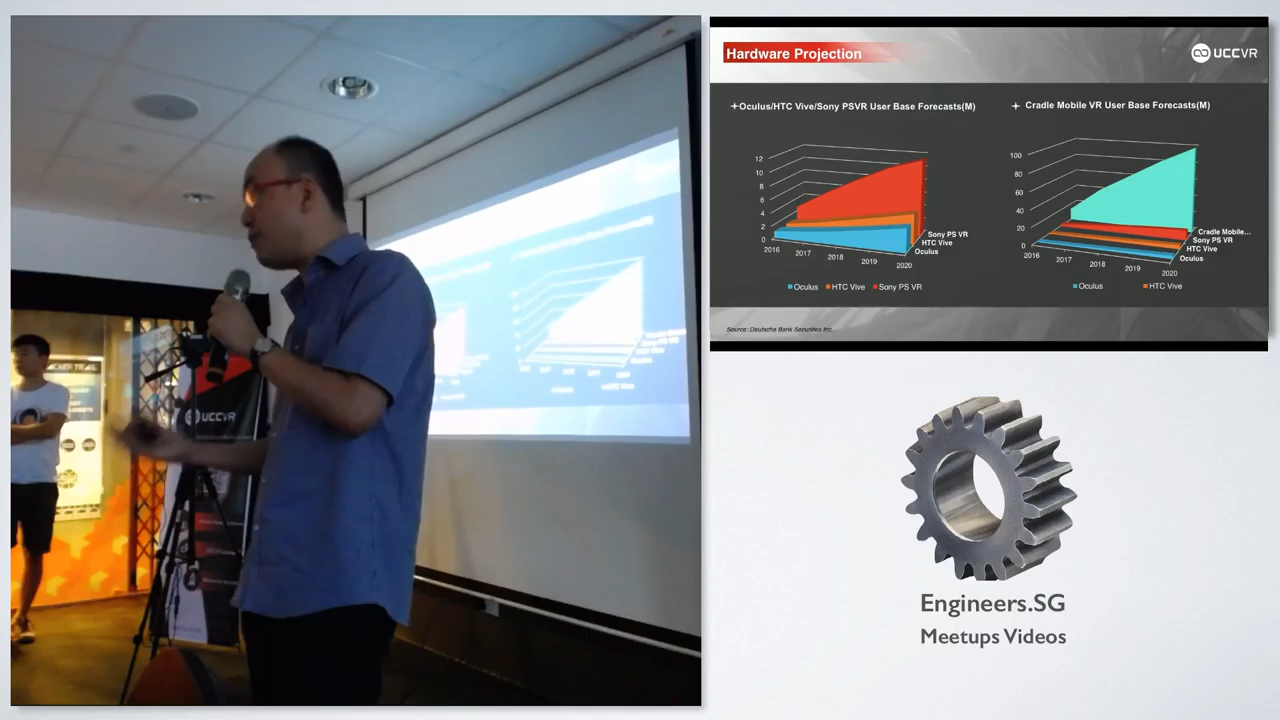 UCCVR
Hardware Projection
UCCVR
Oculus/HTC Vive/Sony PSVR User Base Forecasts(M)
12
10
8
6
4
2
0
2016
2017
2018
2019
2020
Sony PS VR
HTC Vive
Oculus
Oculus HTC Vive Sony PS VR
Cradle Mobile VR User Base Forecasts(M)
100
80
60
40
20
0
2016
2017
2018
2019
2020
Cradle Mobile...
Sony PS VR
HTC Vive
Oculus
Oculus HTC Vive
Source: Deutsche Bank Securities Inc.
Engineers.SG
Meetups Videos